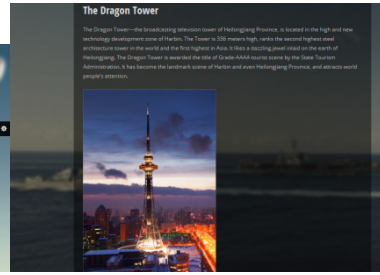 The Dragon Tower
The Dragon Tower—the broadcasting television tower of Heilongjiang Province, is located in the high and new
technology development zone of Harbin. The Tower is 336 meters high, ranks the second highest steel
architecture tower in the world and the first highest in Asia. It likes a dazzling jewel inlaid on the earth of
Heilongjiang. The Dragon Tower is awarded the title of Grade-AAAA tourist scene by the State Tourism
Administration. It has become the landmark scene of Harbin and even Heilongjiang Province, and attracts world
people's attention.